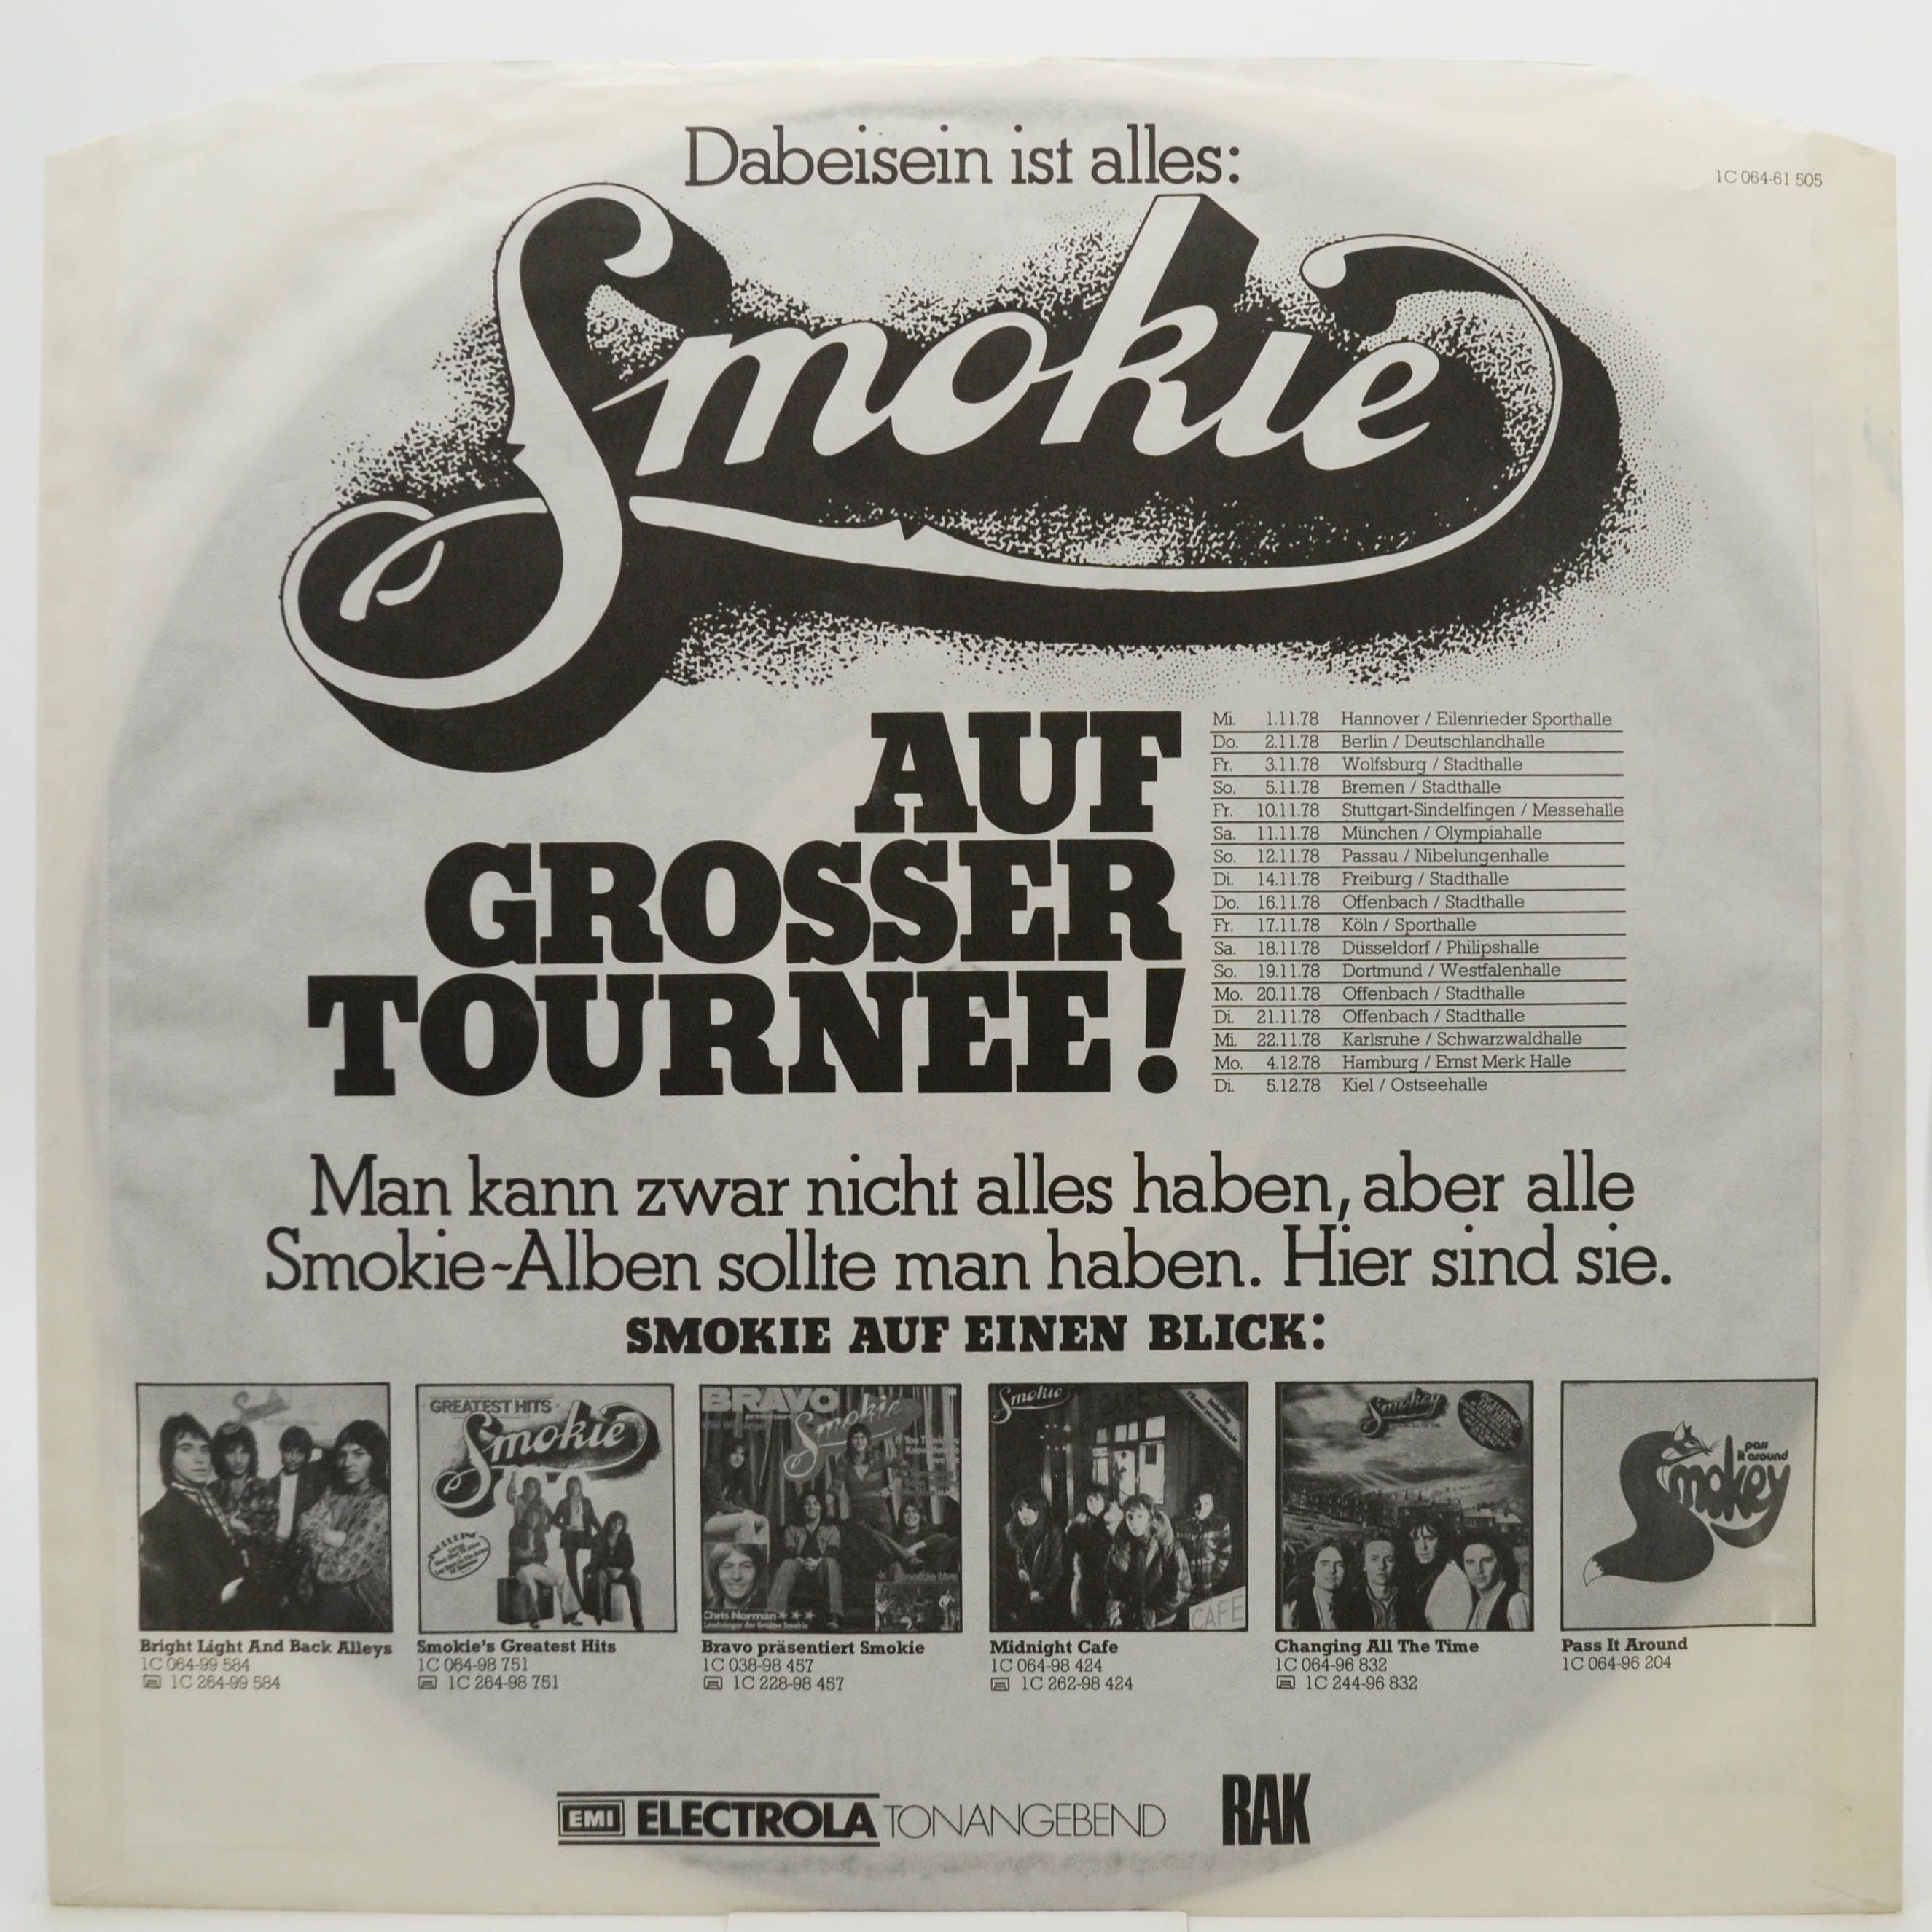 Dabeisein ist alles:
1C 064-61 505
Smokie
AUF
GROSSER
TOURNEE!
Mi. 1.11.78 Hannover / Eilenrieder Sporthalle
Do. 2.11.78 Berlin / Deutschlandhalle
Fr. 3.11.78 Wolfsburg / Stadthalle
So. 5.11.78 Bremen / Stadthalle
Fr. 10.11.78 Stuttgart-Sindelfingen / Messehalle
Sa. 11.11.78 München / Olympiahalle
So. 12.11.78 Passau / Nibelungenhalle
Di. 14.11.78 Freiburg / Stadthalle
Do. 16.11.78 Offenbach / Stadthalle
Fr. 17.11.78 Köln / Sporthalle
Sa. 18.11.78 Düsseldorf / Philipshalle
So. 19.11.78 Dortmund / Westfalenhalle
Mo. 20.11.78 Offenbach / Stadthalle
Di. 21.11.78 Offenbach / Stadthalle
Mi. 22.11.78 Karlsruhe / Schwarzwaldhalle
Mo. 4.12.78 Hamburg / Ernst Merk Halle
Di. 5.12.78 Kiel / Ostseehalle
Man kann zwar nicht alles haben, aber alle
Smokie-Alben sollte man haben. Hier sind sie.
SMOKIE AUF EINEN BLICK:
Smokie
GREATEST HITS
Smokie
BRAVO
Smokie
Smokie Live
Chris Norman
Leadsänger der Gruppe Smokie
Smokie
CAFE
Smokey
pass
it around
Smokey
Bright Light And Back Alleys
1C 064-99 584
1C 264-99 584
Smokie's Greatest Hits
1C 064-98 751
1C 264-98 751
Bravo präsentiert Smokie
1C 038-98 457
1C 228-98 457
Midnight Cafe
1C 064-98 424
1C 262-98 424
Changing All The Time
1C 064-96 832
1C 244-96 832
Pass It Around
1C 064-96 204
EMI ELECTROLA TONANGEBEND
RAK